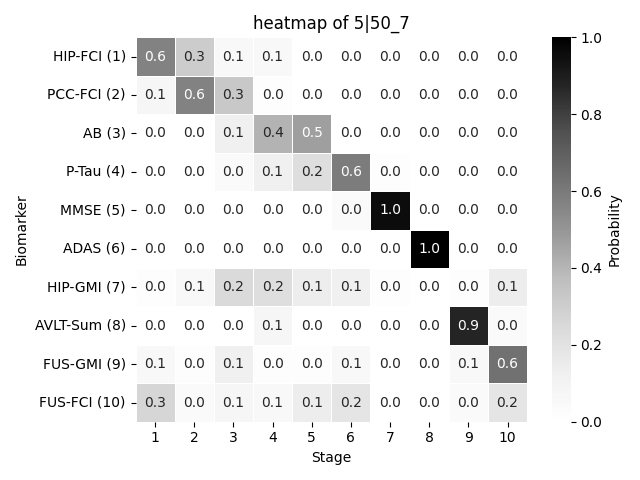 heatmap of 5|50_7
HIP-FCI (1) 0.6 0.3 0.1 0.1 0.0 0.0 0.0 0.0 0.0 0.0
PCC-FCI (2) 0.1 0.6 0.3 0.0 0.0 0.0 0.0 0.0 0.0 0.0
AB (3) 0.0 0.0 0.1 0.4 0.5 0.0 0.0 0.0 0.0 0.0
P-Tau (4) 0.0 0.0 0.0 0.1 0.2 0.6 0.0 0.0 0.0 0.0
MMSE (5) 0.0 0.0 0.0 0.0 0.0 0.0 1.0 0.0 0.0 0.0
ADAS (6) 0.0 0.0 0.0 0.0 0.0 0.0 0.0 1.0 0.0 0.0
HIP-GMI (7) 0.0 0.1 0.2 0.2 0.1 0.1 0.0 0.0 0.0 0.1
AVLT-Sum (8) 0.0 0.0 0.0 0.1 0.0 0.0 0.0 0.0 0.9 0.0
FUS-GMI (9) 0.1 0.0 0.1 0.0 0.0 0.1 0.0 0.0 0.1 0.6
FUS-FCI (10) 0.3 0.0 0.1 0.1 0.1 0.2 0.0 0.0 0.0 0.2
1 2 3 4 5 6 7 8 9 10
Stage
Biomarker
1.0
0.8
0.6
0.4
0.2
0.0
Probability